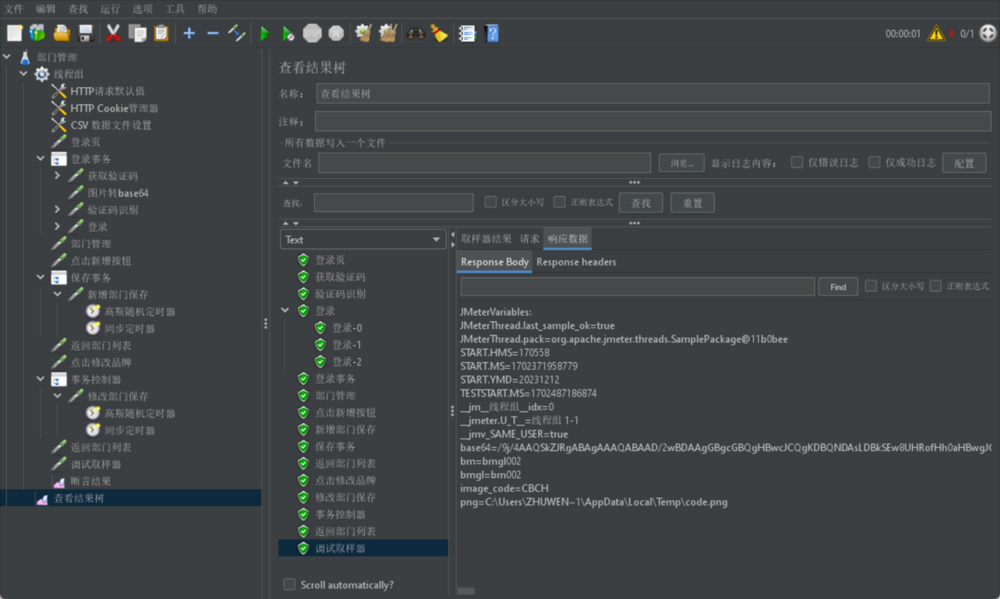 文件 编辑 查找 运行 选项 工具 帮助
00:00:01 4 0/1
部门管理
线程组
HTTP请求默认值
HTTP Cookie管理器
CSV 数据文件设置
登录页
登录事务
获取验证码
图片转base64
验证码识别
登录
部门管理
点击新增按钮
保存事务
新增部门保存
高斯随机定时器
同步定时器
返回部门列表
点击修改品牌
事务控制器
修改部门保存
高斯随机定时器
同步定时器
返回部门列表
调试取样器
断言结果
查看结果树
查看结果树
名称： 查看结果树
注释：
所有数据写入一个文件
文件名 浏览... 显示日志内容： 仅错误日志 仅成功日志 配置
查找: 区分大小写 正则表达式 查找 重置
Text
登录页
获取验证码
验证码识别
登录
登录-0
登录-1
登录-2
登录事务
部门管理
点击新增按钮
新增部门保存
保存事务
返回部门列表
点击修改品牌
修改部门保存
事务控制器
返回部门列表
调试取样器
Scroll automatically?
取样器结果 请求 响应数据
Response Body Response headers
Find 区分大小写 正则表达式
JMeterVariables:
JMeterThread.last_sample_ok=true
JMeterThread.pack=org.apache.jmeter.threads.SamplePackage@11b0bee
START.HMS=170558
START.MS=1702371958779
START.YMD=20231212
TESTSTART.MS=1702487186874
__jm__线程组__idx=0
__jmeter.U_T__=线程组 1-1
__jmv_SAME_USER=true
base64=/9j/4AAQSkZJRgABAgAAAQABAAD/2wBDAAgGBgcGBQgHBwcJCQgKDBQNDAsLDBkSEw8UHRofHh0aHBwgJC
bm=bmgl002
bmgl=bm002
image_code=CBCH
png=C:\Users\ZHUWEN~1\AppData\Local\Temp\code.png